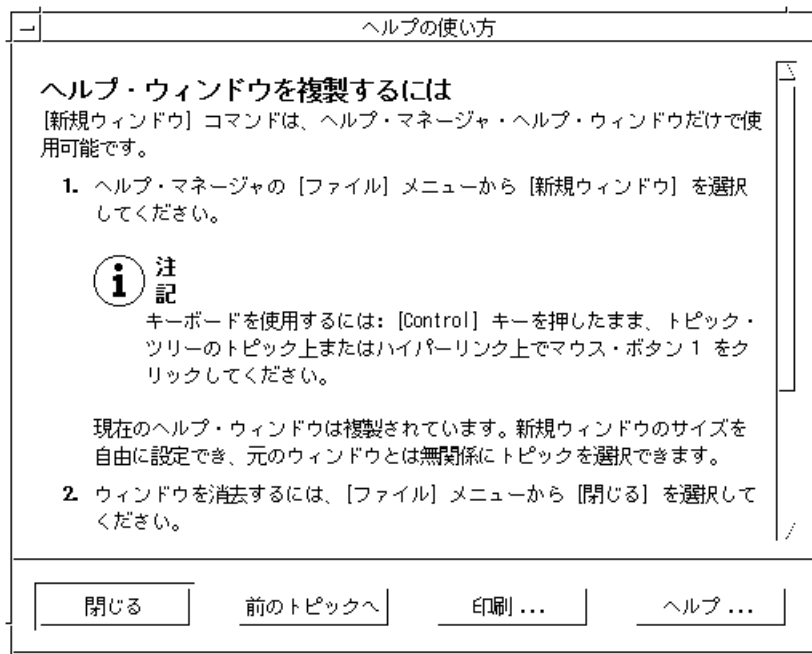 ヘルプの使い方
ヘルプ・ウィンドウを複製するには
[新規ウィンドウ] コマンドは、ヘルプ・マネージャ・ヘルプ・ウィンドウだけで使
用可能です。
1. ヘルプ・マネージャの [ファイル] メニューから [新規ウィンドウ] を選択
してください。
注
記
キーボードを使用するには: [Control] キーを押したまま、トピック・
ツリーのトピック上またはハイパーリンク上でマウス・ボタン 1 をク
リックしてください。
現在のヘルプ・ウィンドウは複製されています。新規ウィンドウのサイズを
自由に設定でき、元のウィンドウとは無関係にトピックを選択できます。
2. ウィンドウを消去するには、[ファイル] メニューから [閉じる] を選択して
ください。
閉じる 前のトピックへ 印刷 ... ヘルプ ...